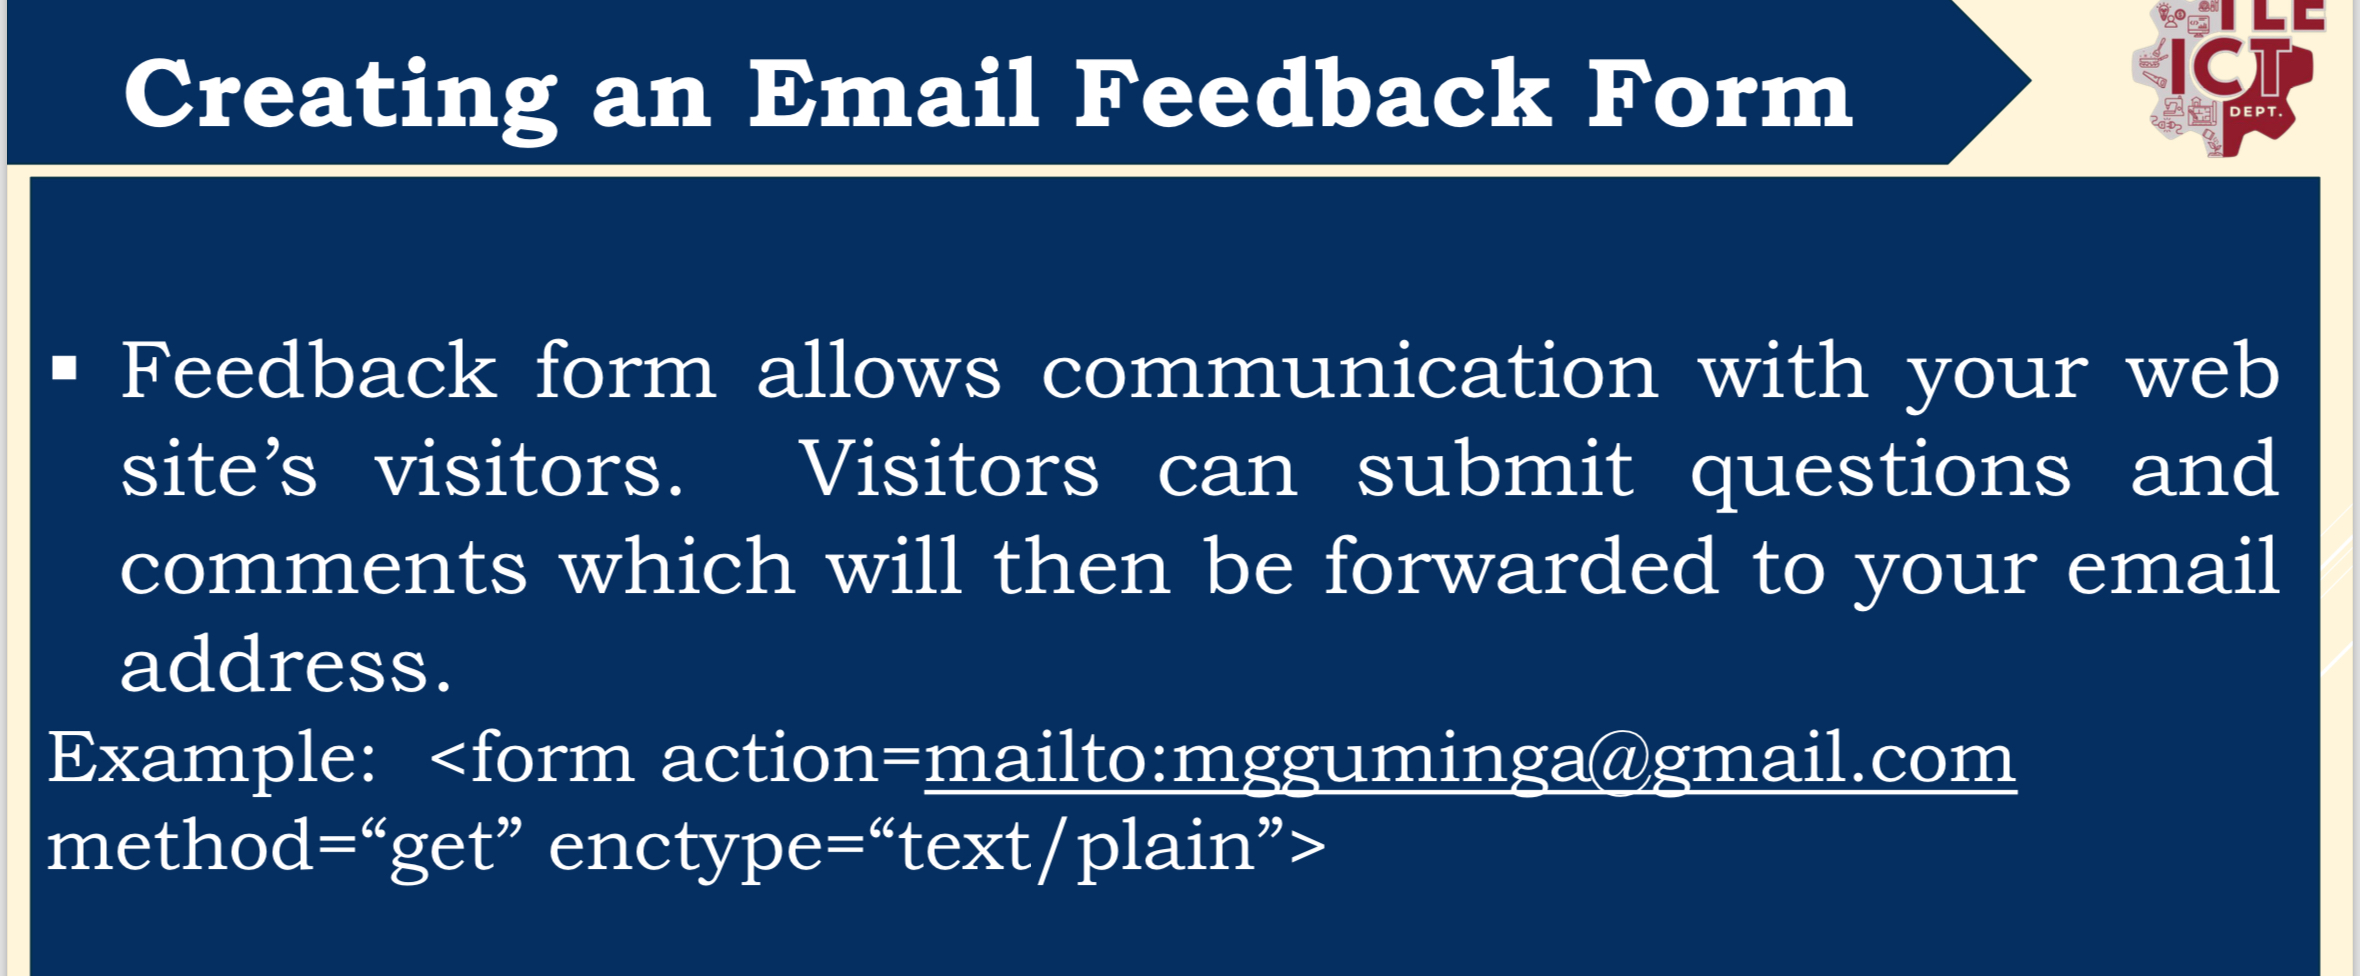 TLE
Creating an Email Feedback Form
ICT
DEPT.
▪ Feedback form allows communication with your web
site’s visitors. Visitors can submit questions and
comments which will then be forwarded to your email
address.
Example: <form action=mailto:mgguminga@gmail.com
method=“get” enctype=“text/plain”>